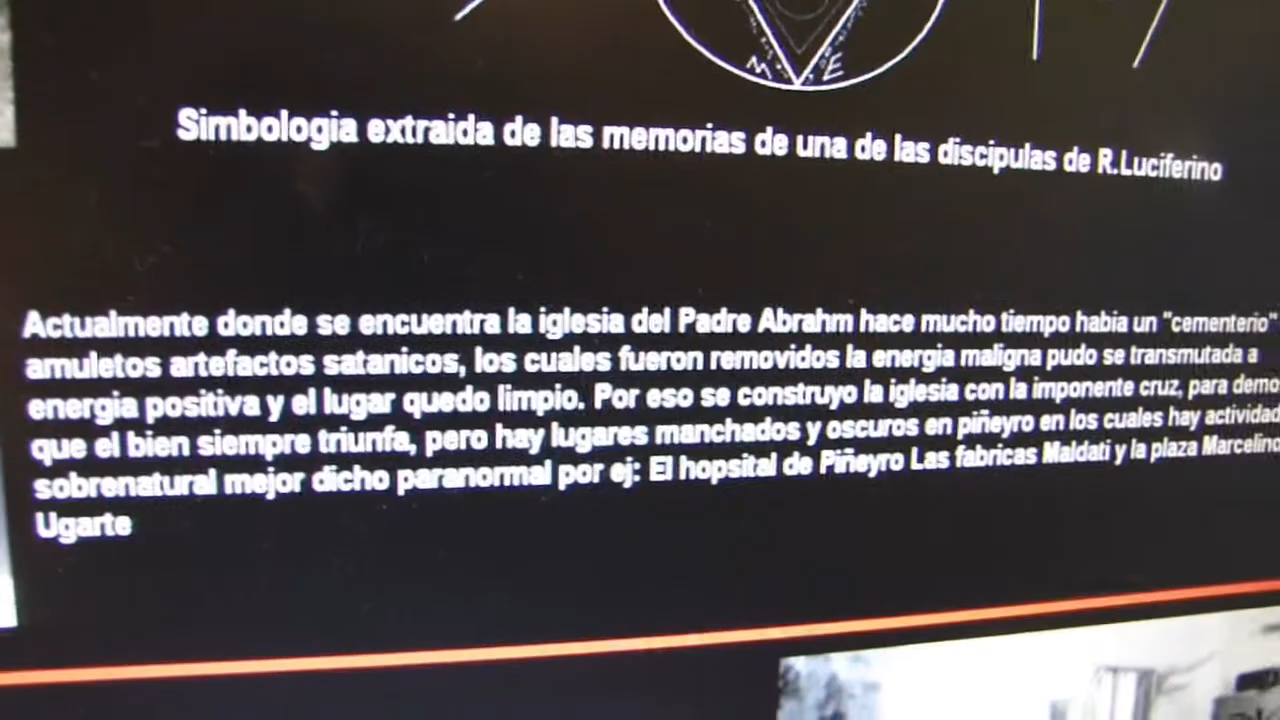 M E
Simbologia extraida de las memorias de una de las discipulas de R.Luciferino
Actualmente donde se encuentra la iglesia del Padre Abrahm hace mucho tiempo habia un "cementerio"
amuletos artefactos satanicos, los cuales fueron removidos la energia maligna pudo se transmutada a
energia positiva y el lugar quedo limpio. Por eso se construyo la iglesia con la imponente cruz, para demo
que el bien siempre triunfa, pero hay lugares manchados y oscuros en piñeyro en los cuales hay actividad
sobrenatural mejor dicho paranormal por ej: El hopsital de Piñeyro Las fabricas Maldati y la plaza Marcelino
Ugarte